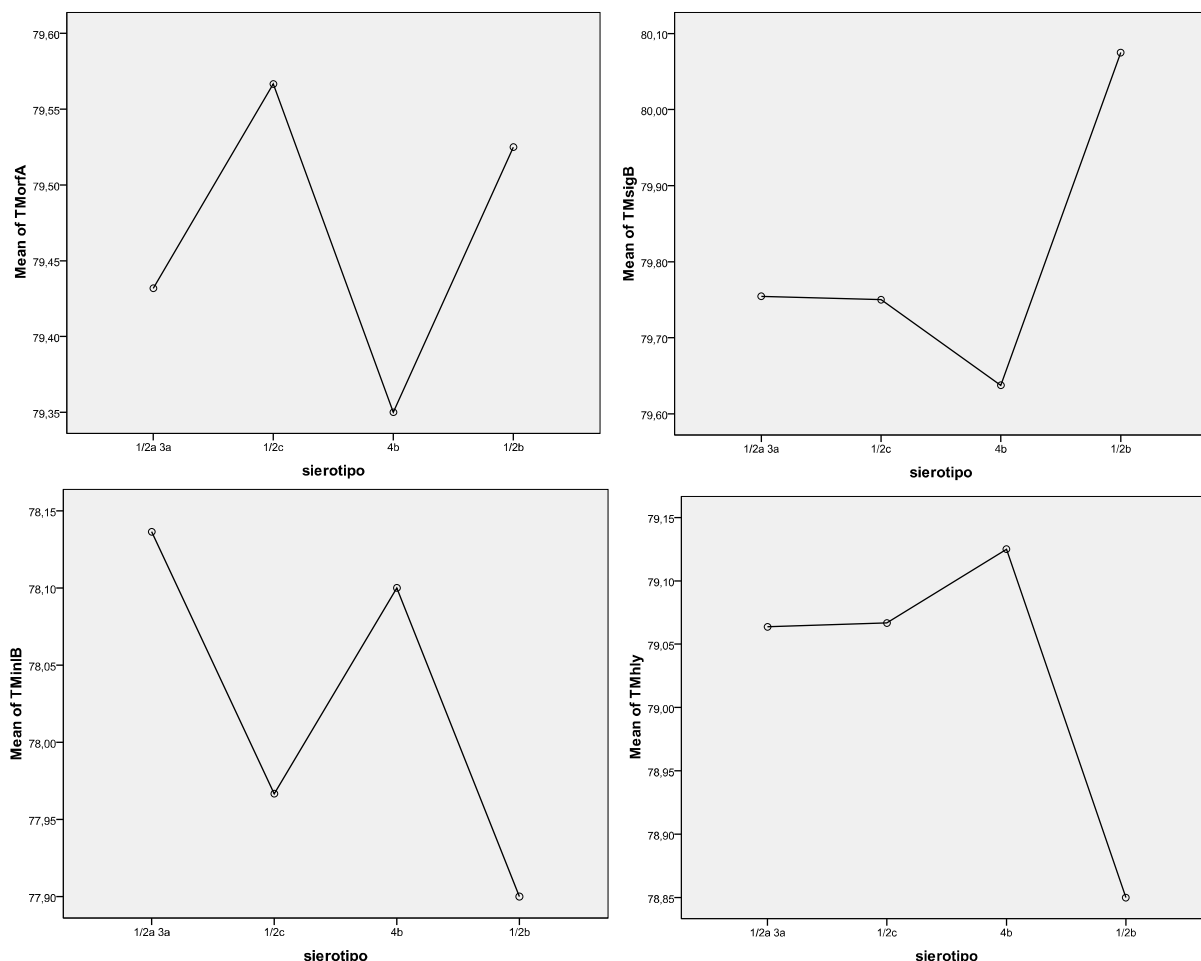 79,60
79,55
79,50
79,45
79,40
79,35
Mean of TMorfA
1/2a 3a 1/2c 4b 1/2b
sierotipo
80,10
80,00
79,90
79,80
79,70
79,60
Mean of TMsigB
1/2a 3a 1/2c 4b 1/2b
sierotipo
78,15
78,10
78,05
78,00
77,95
77,90
Mean of TMinlB
1/2a 3a 1/2c 4b 1/2b
sierotipo
79,15
79,10
79,05
79,00
78,95
78,90
78,85
Mean of TMhly
1/2a 3a 1/2c 4b 1/2b
sierotipo